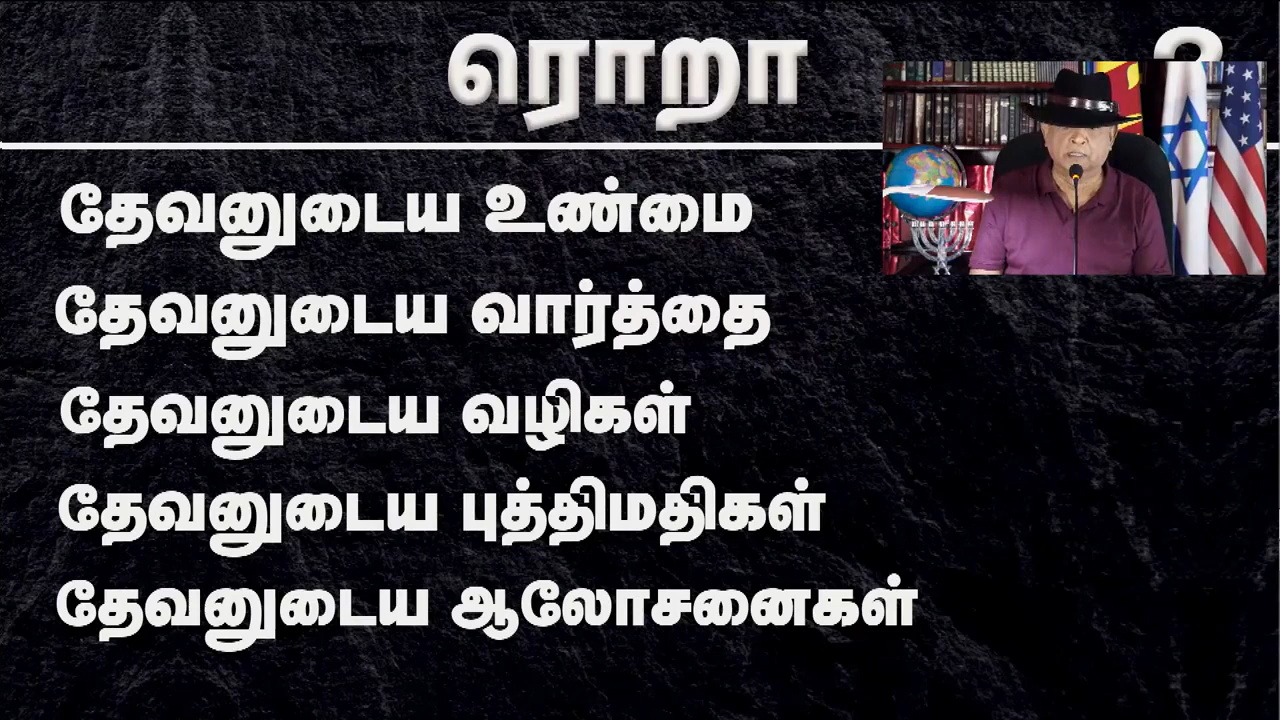 ரொறா
தேவனுடைய உண்மை
தேவனுடைய வார்த்தை
தேவனுடைய வழிகள்
தேவனுடைய புத்திமதிகள்
தேவனுடைய ஆலோசனைகள்